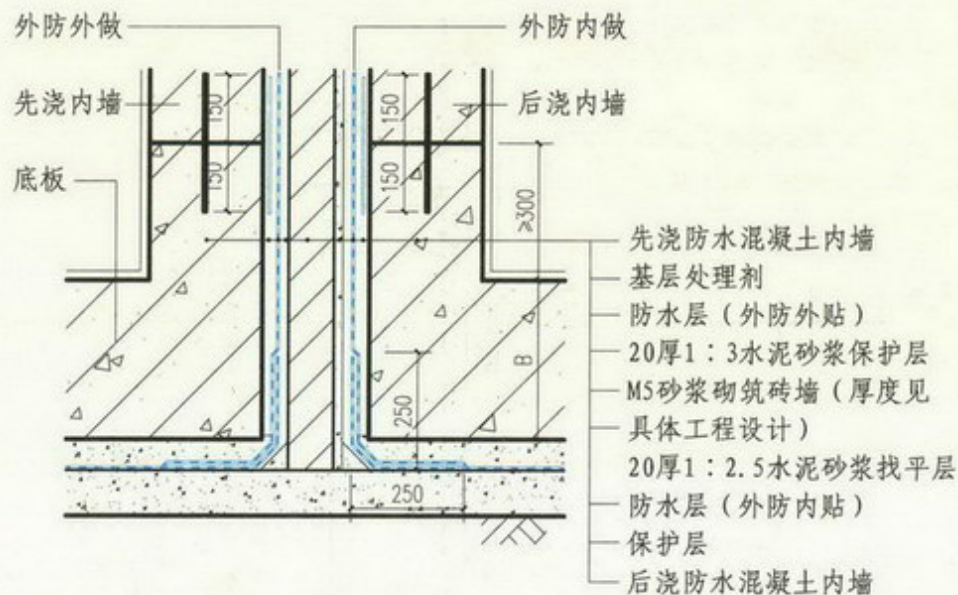 外防外做
外防内做
先浇内墙
后浇内墙
150
150
150
150
底板
≥300
先浇防水混凝土内墙
基层处理剂
防水层（外防外贴）
20厚1：3水泥砂浆保护层
M5砂浆砌筑砖墙（厚度见
具体工程设计）
20厚1：2.5水泥砂浆找平层
防水层（外防内贴）
保护层
后浇防水混凝土内墙
B
250
250